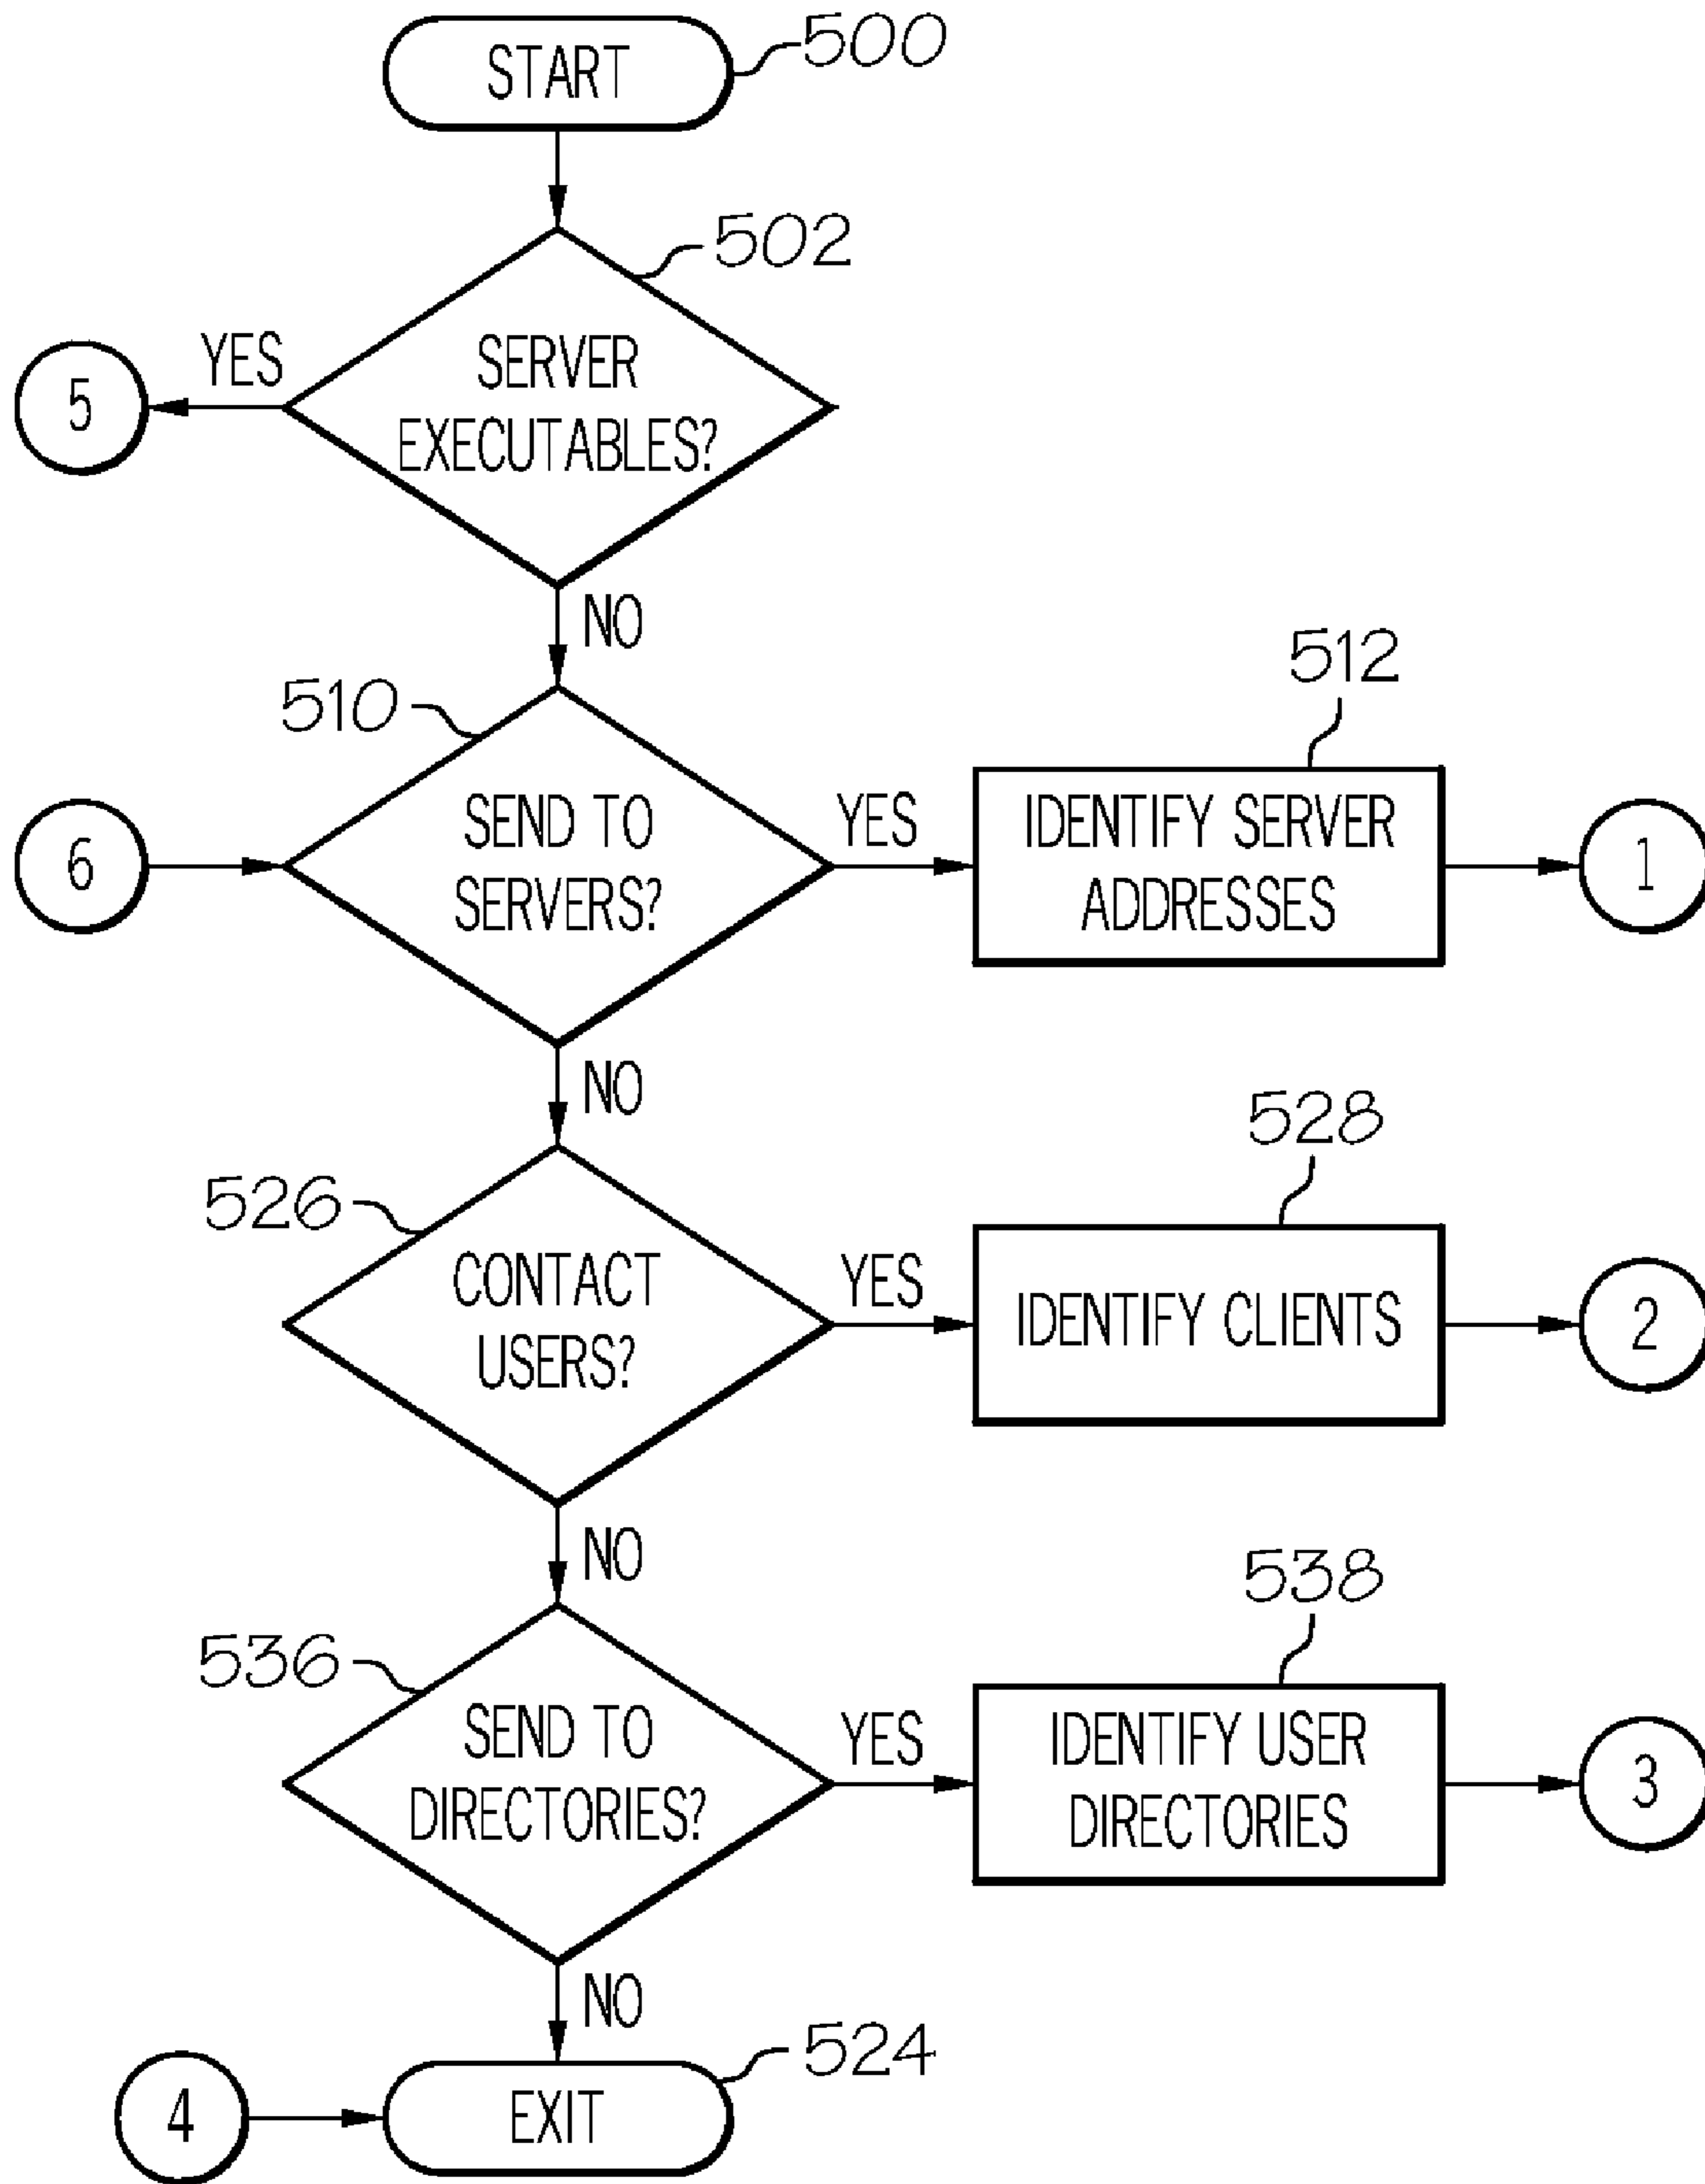 START
500
502
SERVER
EXECUTABLES?
YES
5
NO
510
512
6
SEND TO
SERVERS?
YES
IDENTIFY SERVER
ADDRESSES
1
NO
526
528
CONTACT
USERS?
YES
IDENTIFY CLIENTS
2
NO
536
538
SEND TO
DIRECTORIES?
YES
IDENTIFY USER
DIRECTORIES
3
NO
524
4
EXIT